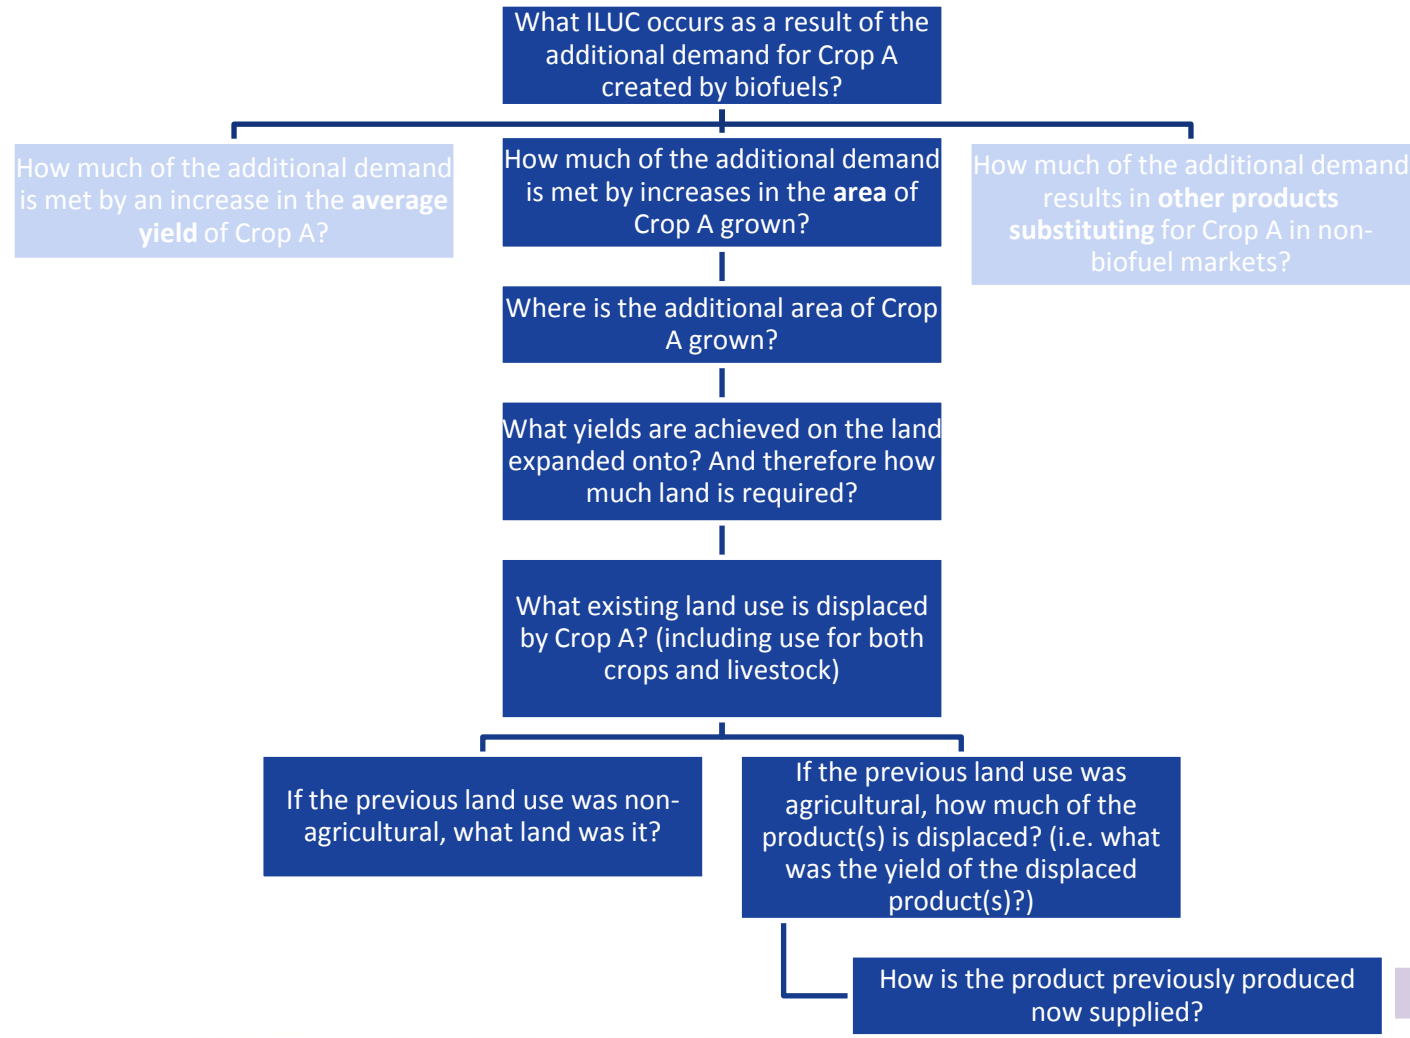 What ILUC occurs as a result of the
additional demand for Crop A
created by biofuels?
How much of the additional demand
is met by an increase in the average
yield of Crop A?
How much of the additional demand
is met by increases in the area of
Crop A grown?
How much of the additional demand
results in other products
substituting for Crop A in non-
biofuel markets?
Where is the additional area of Crop
A grown?
What yields are achieved on the land
expanded onto? And therefore how
much land is required?
What existing land use is displaced
by Crop A? (including use for both
crops and livestock)
If the previous land use was non-
agricultural, what land was it?
If the previous land use was
agricultural, how much of the
product(s) is displaced? (i.e. what
was the yield of the displaced
product(s)?)
How is the product previously produced
now supplied?